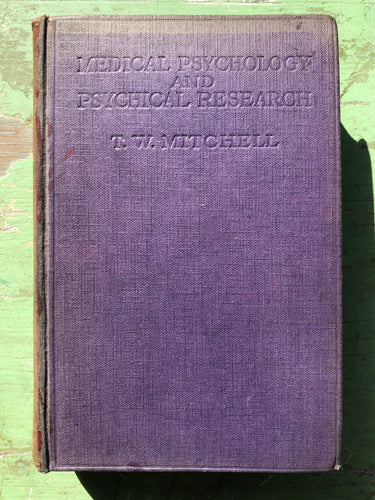 MEDICAL PSYCHOLOGY
AND
PSYCHICAL RESEARCH
T. W. MITCHELL